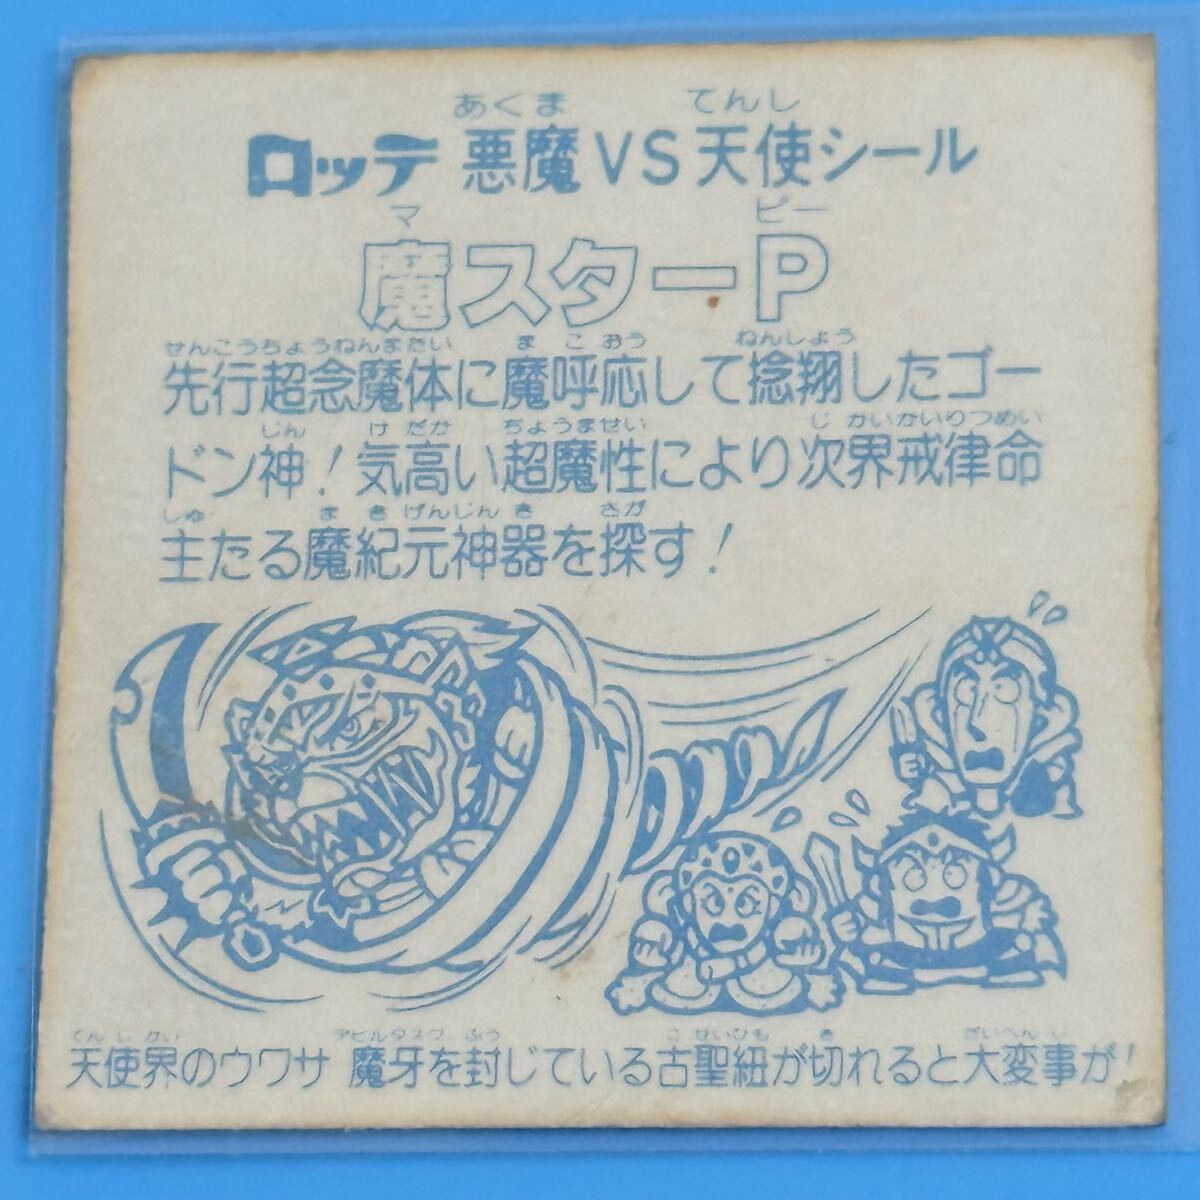 あくま てんし
ロッテ 悪魔VS天使シール
マ ピー
魔スターP
せんこうちょうねんまたい まこおう ねんしょう
先行超念魔体に魔呼応して捻翔したゴー
じん けだか ちょうませい じかいかいりつめい
ドン神！気高い超魔性により次界戒律命
しゅ まきげんじんき さが
主たる魔紀元神器を探す！
てんしかい アビルタスク ふう こせいひも き だいへんじ
天使界のウワサ 魔牙を封じている古聖紐が切れると大変事が！